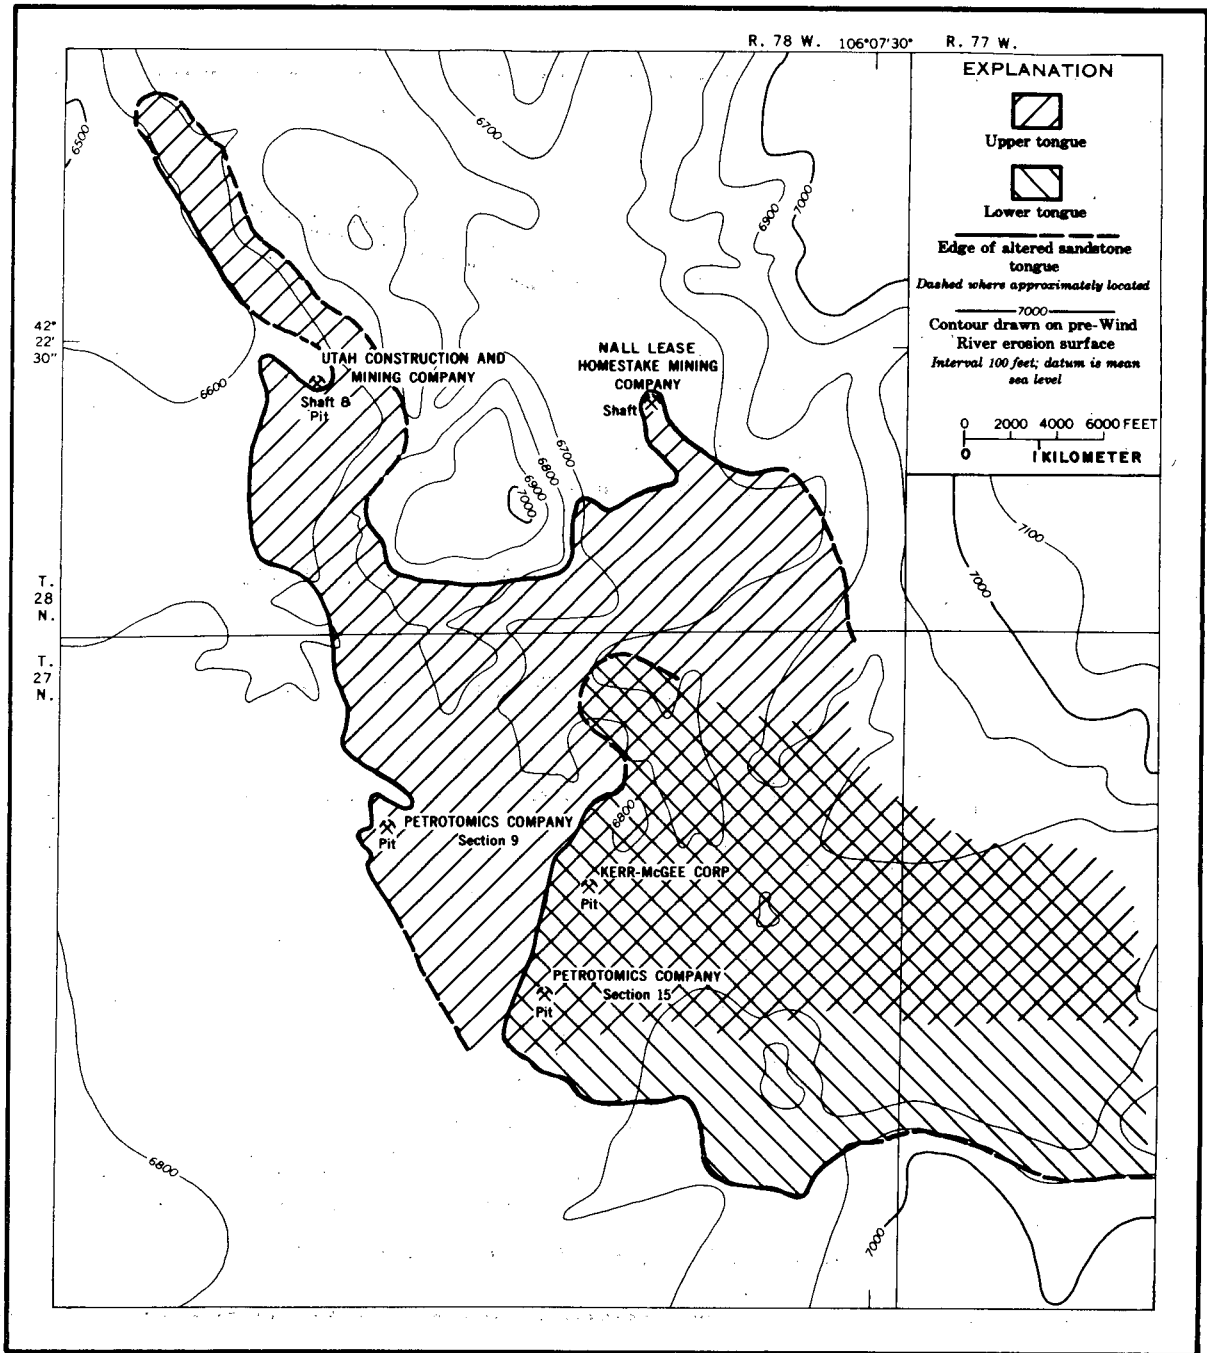 R. 78 W. 106°07'30" R. 77 W.
EXPLANATION
Upper tongue
Lower tongue
Edge of altered sandstone
tongue
Dashed where approximately located
7000
Contour drawn on pre-Wind
River erosion surface
Interval 100 feet; datum is mean
sea level
0 2000 4000 6000 FEET
0 1 KILOMETER
6500
6700
6900
7000
42°
22'
30"
6600
UTAH CONSTRUCTION AND
MINING COMPANY
Shaft &
Pit
NALL LEASE
HOMESTAKE MINING
COMPANY
Shaft
6700
6800
6900
7000
7100
7000
T.
28
N.
T.
27
N.
6800
PETROTOMICS COMPANY
Section 9
Pit
KERR-McGEE CORP
Pit
PETROTOMICS COMPANY
Section 15
Pit
6800
7000